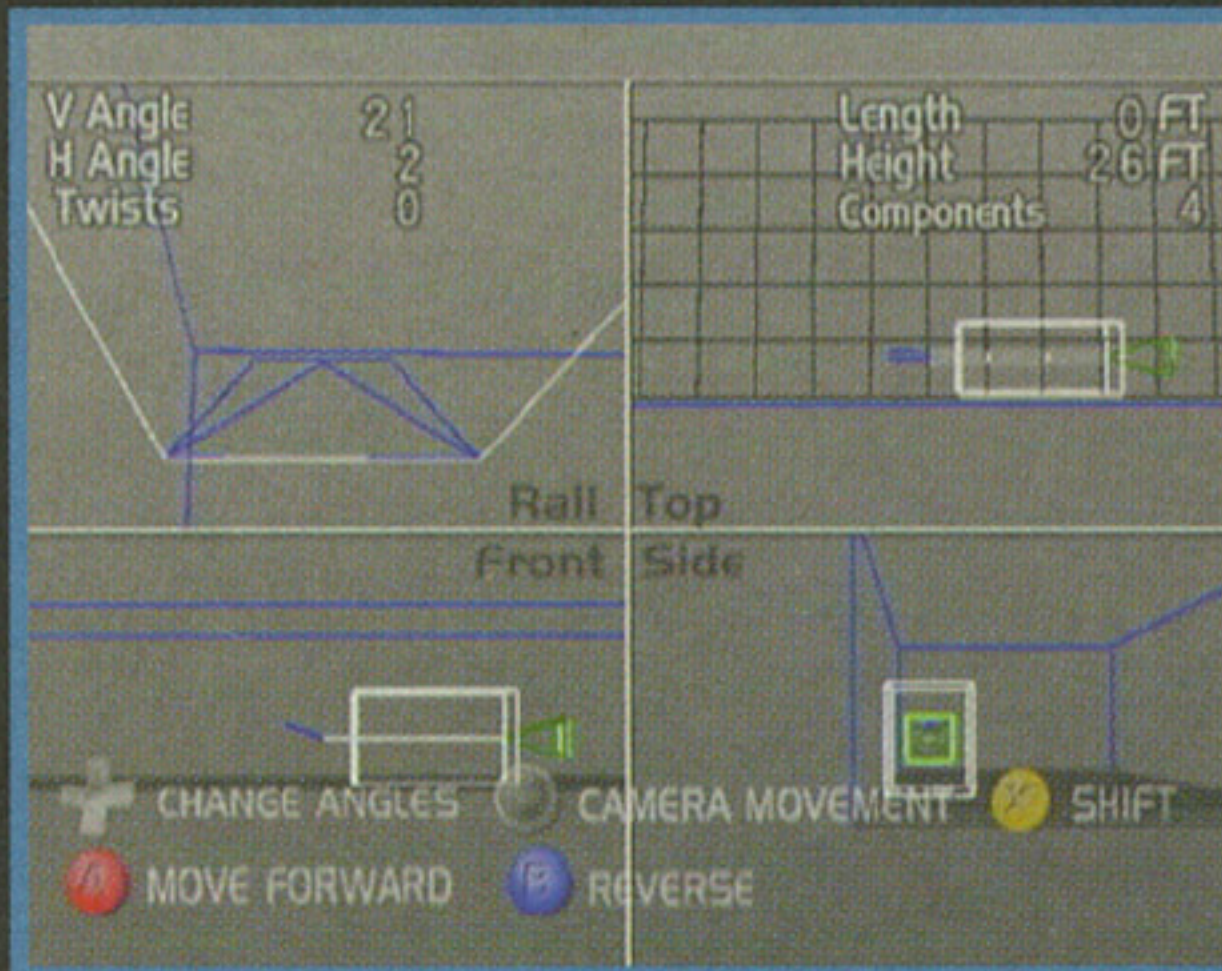 V Angle 21
H Angle 2
Twists 0
Length 0 FT
Height 26 FT
Components 4
Rail Top
Front Side
CHANGE ANGLES CAMERA MOVEMENT Y SHIFT
A MOVE FORWARD B REVERSE